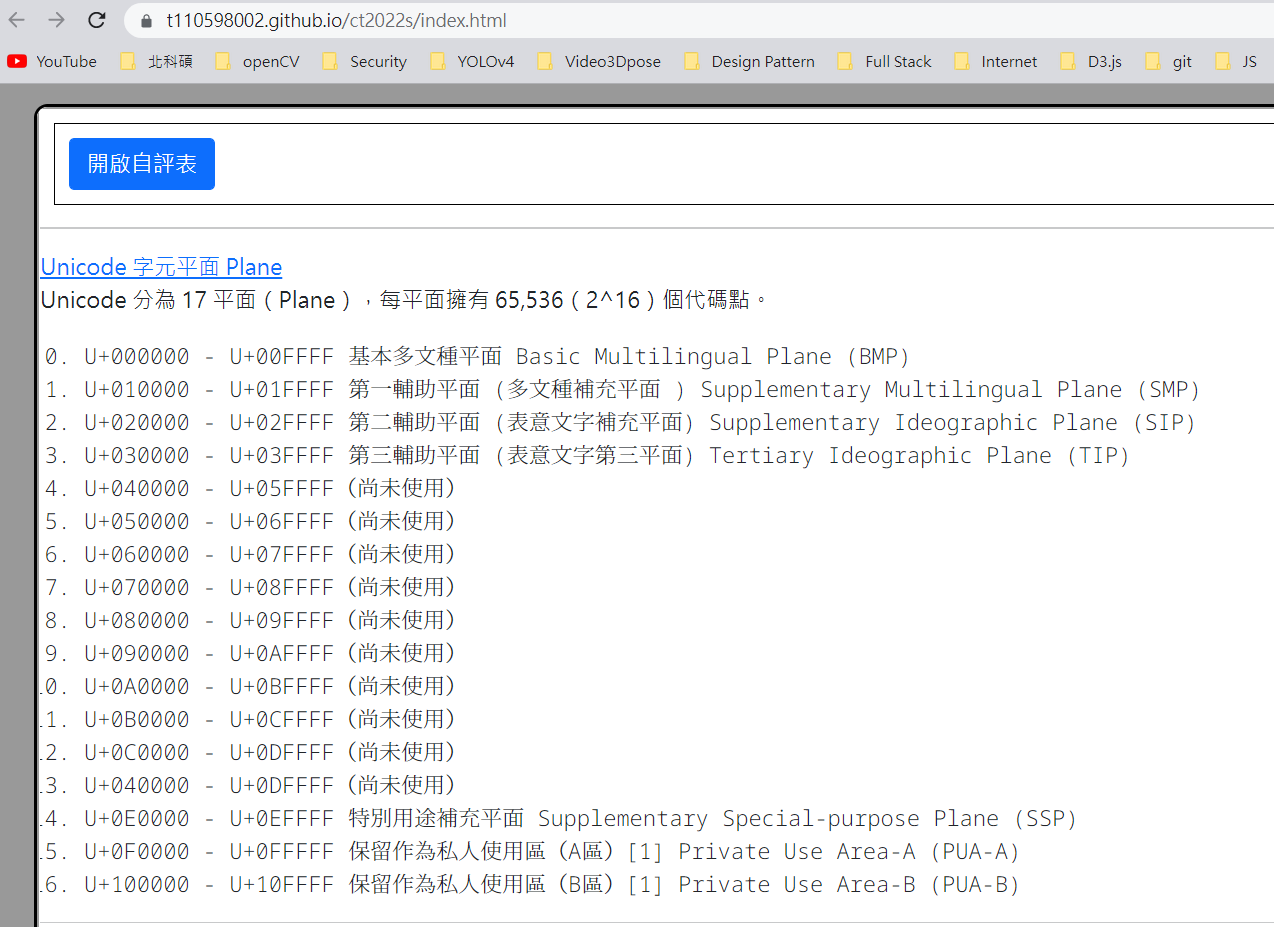 t110598002.github.io/ct2022s/index.html
YouTube 北科碩 openCV Security YOLOv4 Video3Dpose Design Pattern Full Stack Internet D3.js git JS
開啟自評表
Unicode 字元平面 Plane
Unicode 分為 17 平面（Plane），每平面擁有 65,536（2^16）個代碼點。
0. U+000000 - U+00FFFF 基本多文種平面 Basic Multilingual Plane (BMP)
1. U+010000 - U+01FFFF 第一輔助平面 (多文種補充平面 ) Supplementary Multilingual Plane (SMP)
2. U+020000 - U+02FFFF 第二輔助平面 (表意文字補充平面) Supplementary Ideographic Plane (SIP)
3. U+030000 - U+03FFFF 第三輔助平面 (表意文字第三平面) Tertiary Ideographic Plane (TIP)
4. U+040000 - U+05FFFF (尚未使用)
5. U+050000 - U+06FFFF (尚未使用)
6. U+060000 - U+07FFFF (尚未使用)
7. U+070000 - U+08FFFF (尚未使用)
8. U+080000 - U+09FFFF (尚未使用)
9. U+090000 - U+0AFFFF (尚未使用)
10. U+0A0000 - U+0BFFFF (尚未使用)
11. U+0B0000 - U+0CFFFF (尚未使用)
12. U+0C0000 - U+0DFFFF (尚未使用)
13. U+040000 - U+0DFFFF (尚未使用)
14. U+0E0000 - U+0EFFFF 特別用途補充平面 Supplementary Special-purpose Plane (SSP)
15. U+0F0000 - U+0FFFFF 保留作為私人使用區 (A區) [1] Private Use Area-A (PUA-A)
16. U+100000 - U+10FFFF 保留作為私人使用區 (B區) [1] Private Use Area-B (PUA-B)